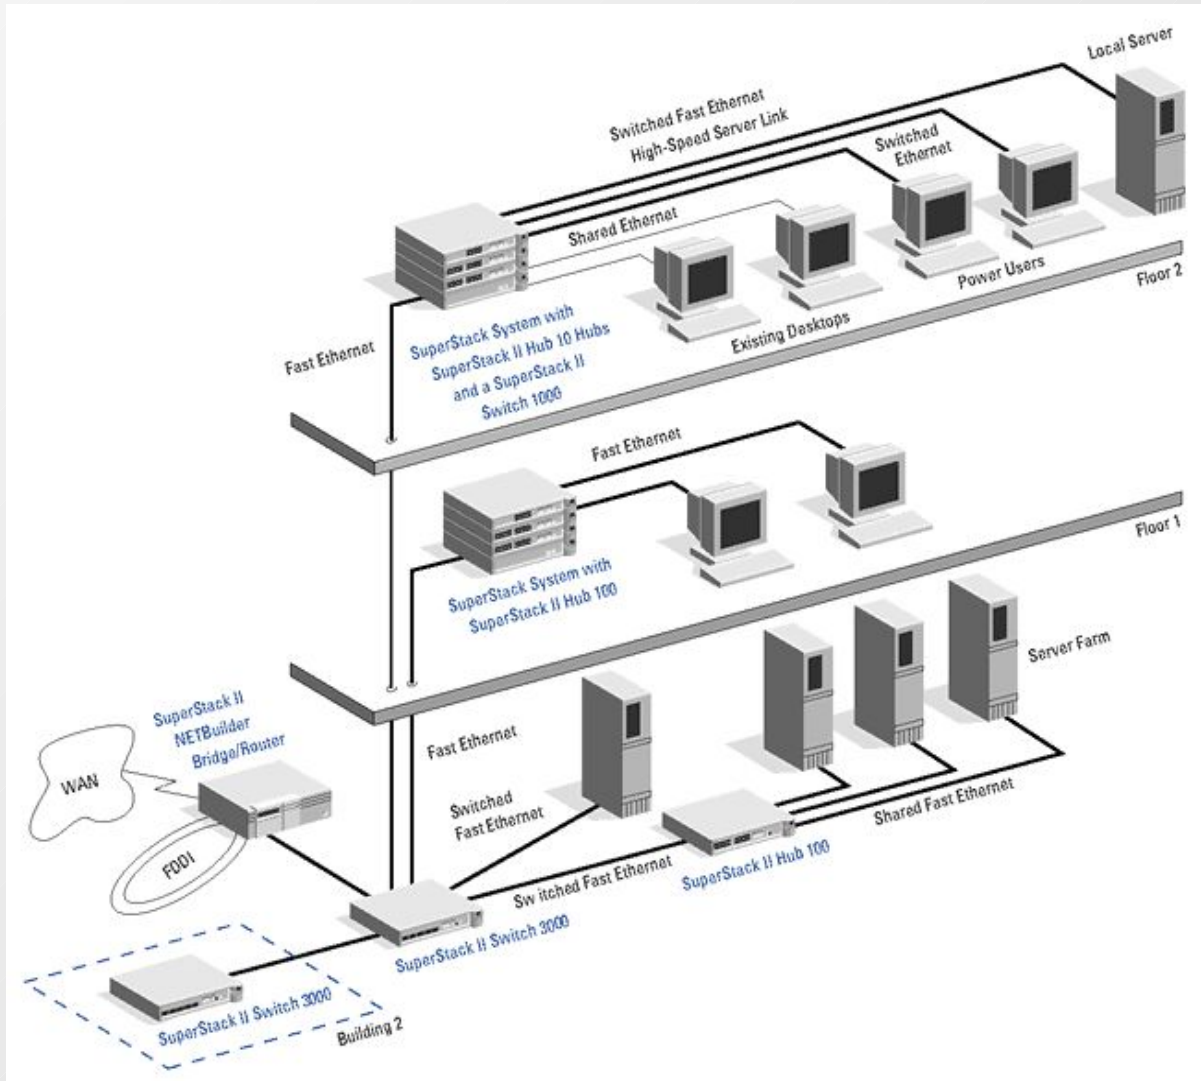 Local Server
Switched Fast Ethernet
High-Speed Server Link
Switched
Ethernet
Shared Ethernet
Power Users
Floor 2
Existing Desktops
Fast Ethernet
SuperStack System with
SuperStack II Hub 10 Hubs
and a SuperStack II
Switch 1000
Fast Ethernet
Floor 1
SuperStack System with
SuperStack II Hub 100
Server Farm
SuperStack II
NETBuilder
Bridge/Router
WAN
FDDI
Fast Ethernet
Switched
Fast Ethernet
Shared Fast Ethernet
SuperStack II Hub 100
Sw itched Fast Ethernet
SuperStack II Switch 3000
SuperStack II Switch 3000
Building 2